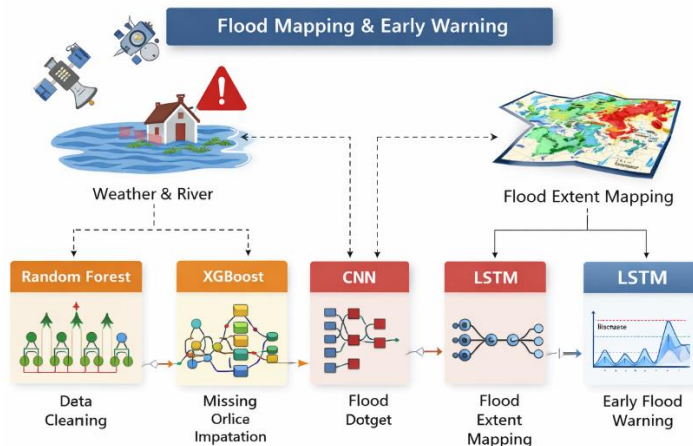 Flood Mapping & Early Warning
!
Weather & River
Flood Extent Mapping
Random Forest
XGBoost
CNN
LSTM
LSTM
Data
Cleaning
Missing
Orlice
Impatation
Flood
Dotget
Flood
Extent
Mapping
Early Flood
Warning